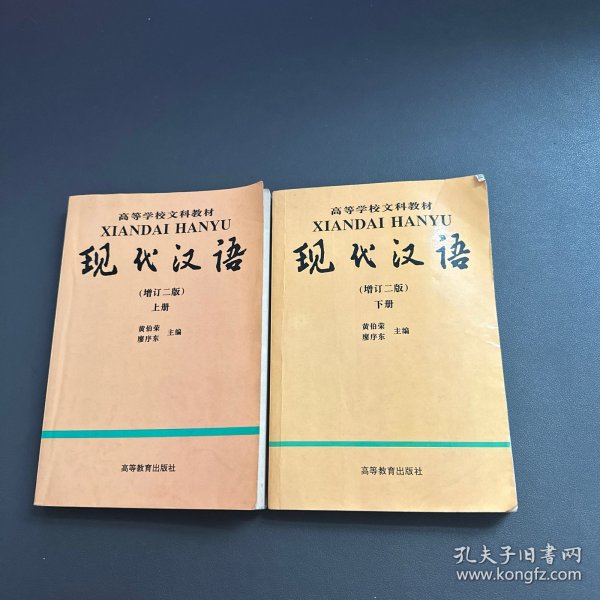 高等学校文科教材
XIANDAI HANYU
现代汉语
(增订二版)
上册
黄伯荣
廖序东 主编
高等教育出版社
高等学校文科教材
XIANDAI HANYU
现代汉语
(增订二版)
下册
黄伯荣
廖序东 主编
高等教育出版社
孔夫子旧书网
www.kongfz.com